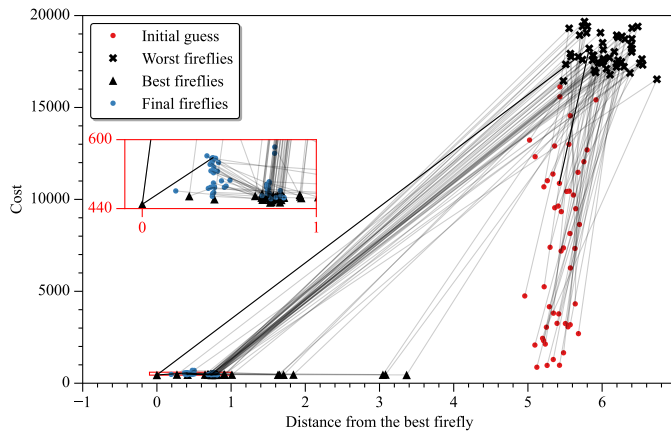 20000
15000
10000
5000
0
Cost
Initial guess
Worst fireflies
Best fireflies
Final fireflies
600
440
0
1
−1
0
1
2
3
4
5
6
Distance from the best firefly